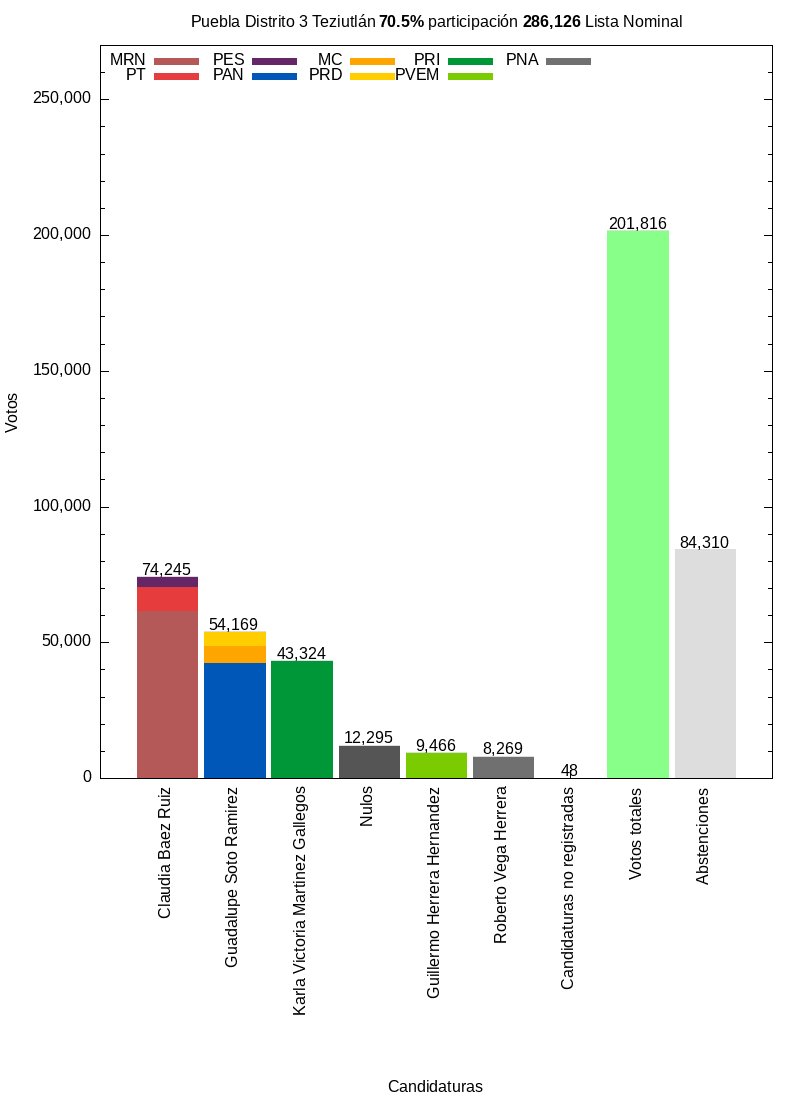 Puebla Distrito 3 Teziutlán 70.5% participación 286,126 Lista Nominal
MRN PES MC PRI PNA
PT PAN PRD PVEM
250,000
200,000
150,000
100,000
50,000
0
Votos
74,245
54,169
43,324
12,295
9,466
8,269
48
201,816
84,310
Claudia Baez Ruiz
Guadalupe Soto Ramirez
Karla Victoria Martinez Gallegos
Nulos
Guillermo Herrera Hernandez
Roberto Vega Herrera
Candidaturas no registradas
Votos totales
Abstenciones
Candidaturas